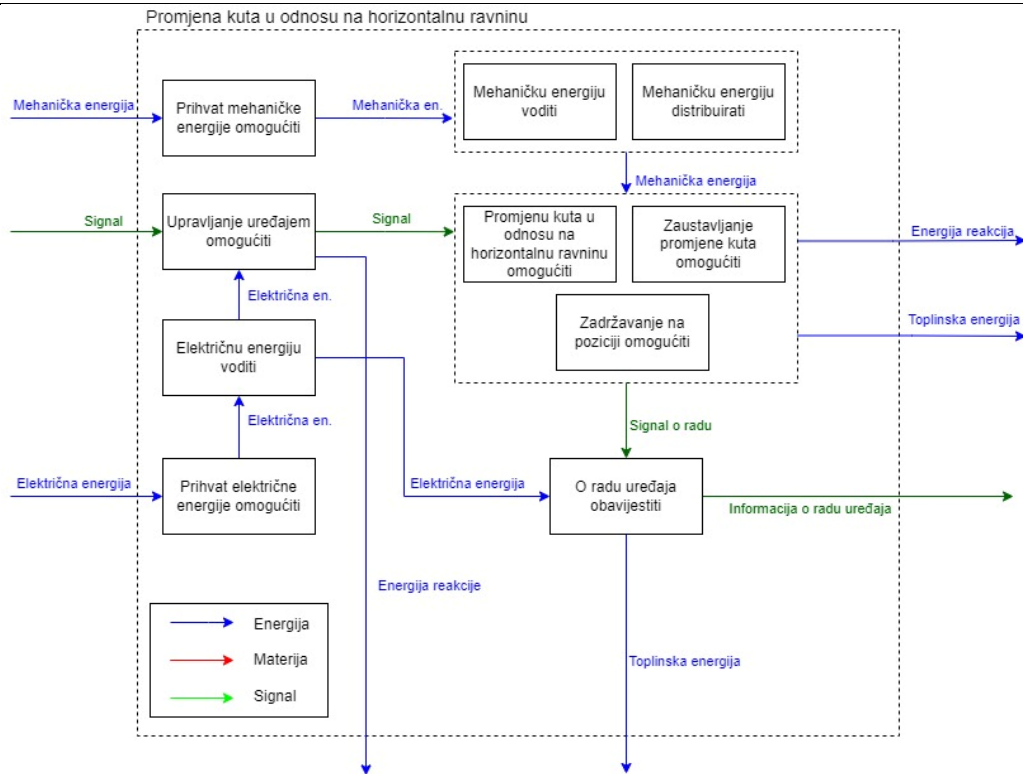 Promjena kuta u odnosu na horizontalnu ravninu
Mehanička energija
Prihvat mehaničke
energije omogućiti
Mehanička en.
Mehaničku energiju
voditi
Mehaničku energiju
distribuirati
Mehanička energija
Signal
Upravljanje uređajem
omogućiti
Signal
Promjenu kuta u
odnosu na
horizontalnu ravninu
omogućiti
Zaustavljanje
promjene kuta
omogućiti
Energija reakcija
Električna en.
Zadržavanje na
poziciji omogućiti
Toplinska energija
Električnu energiju
voditi
Električna en.
Signal o radu
Električna energija
Prihvat električne
energije omogućiti
Električna energija
O radu uređaja
obavijestiti
Informacija o radu uređaja
Energija reakcije
Toplinska energija
Energija
Materija
Signal